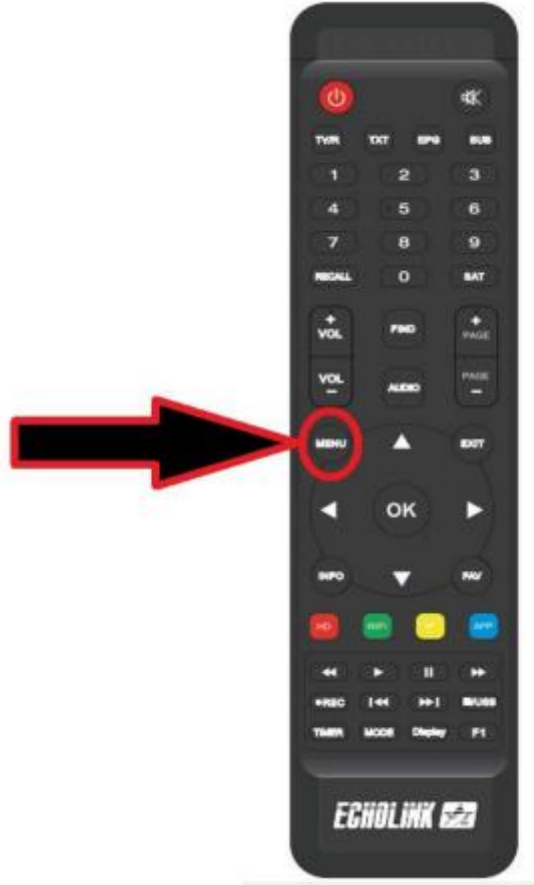 TV/R TXT EPG SUB
1 2 3
4 5 6
7 8 9
RECALL 0 SAT
+ FIND +
VOL PAGE
VOL AUDIO PAGE
- -
MENU EXIT
OK
INFO FAV
HD WiFi APP
●REC
TIMER MODE Display F1
ECHOLINK